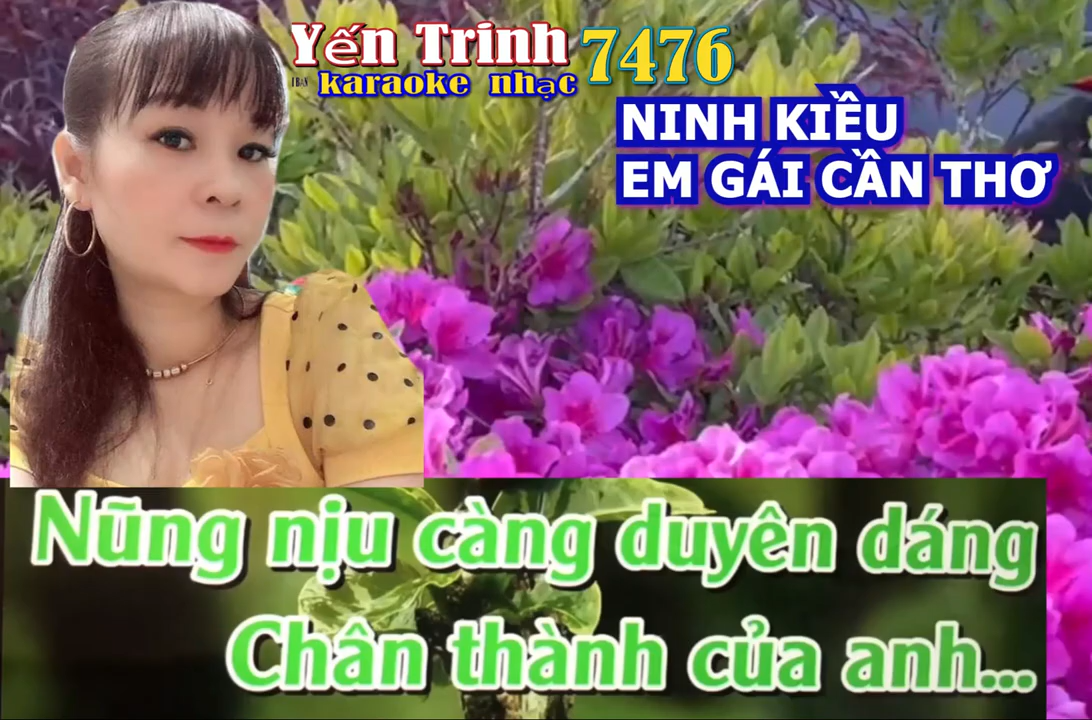 Yến Trinh 7476
karaoke nhạc
NINH KIỀU
EM GÁI CẦN THƠ
Nũng nịu càng duyên dáng
Chân thành của anh...